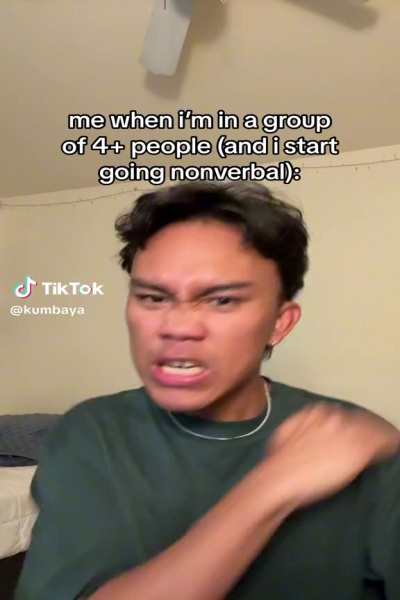 me when i'm in a group
of 4+ people (and i start
going nonverbal):
TikTok
@kumbaya